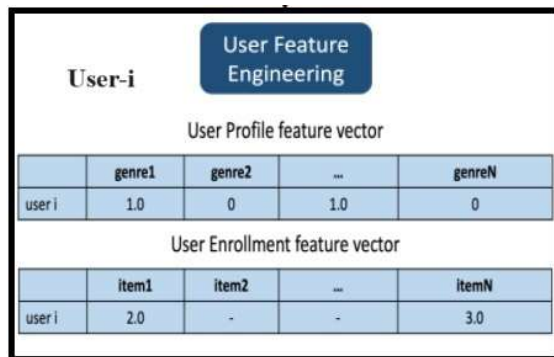 User Feature
Engineering
User-i
User Profile feature vector
genre1 genre2 ... genreN
user i 1.0 0 1.0 0
User Enrollment feature vector
item1 item2 ... itemN
user i 2.0 - - 3.0